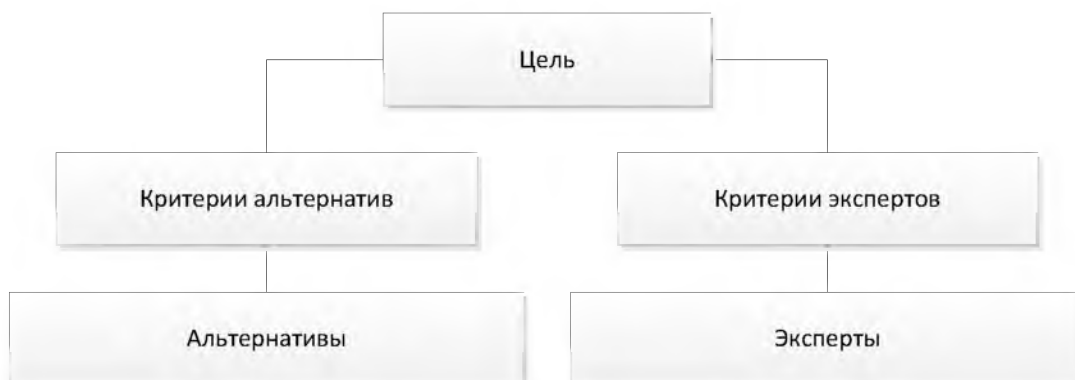 Цель
Критерии альтернатив
Критерии экспертов
Альтернативы
Эксперты